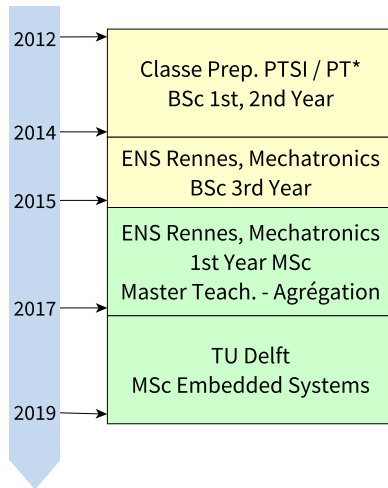 2012
Classe Prep. PTSI / PT*
BSc 1st, 2nd Year
2014
ENS Rennes, Mechatronics
BSc 3rd Year
2015
ENS Rennes, Mechatronics
1st Year MSc
Master Teach. - Agrégation
2017
TU Delft
MSc Embedded Systems
2019